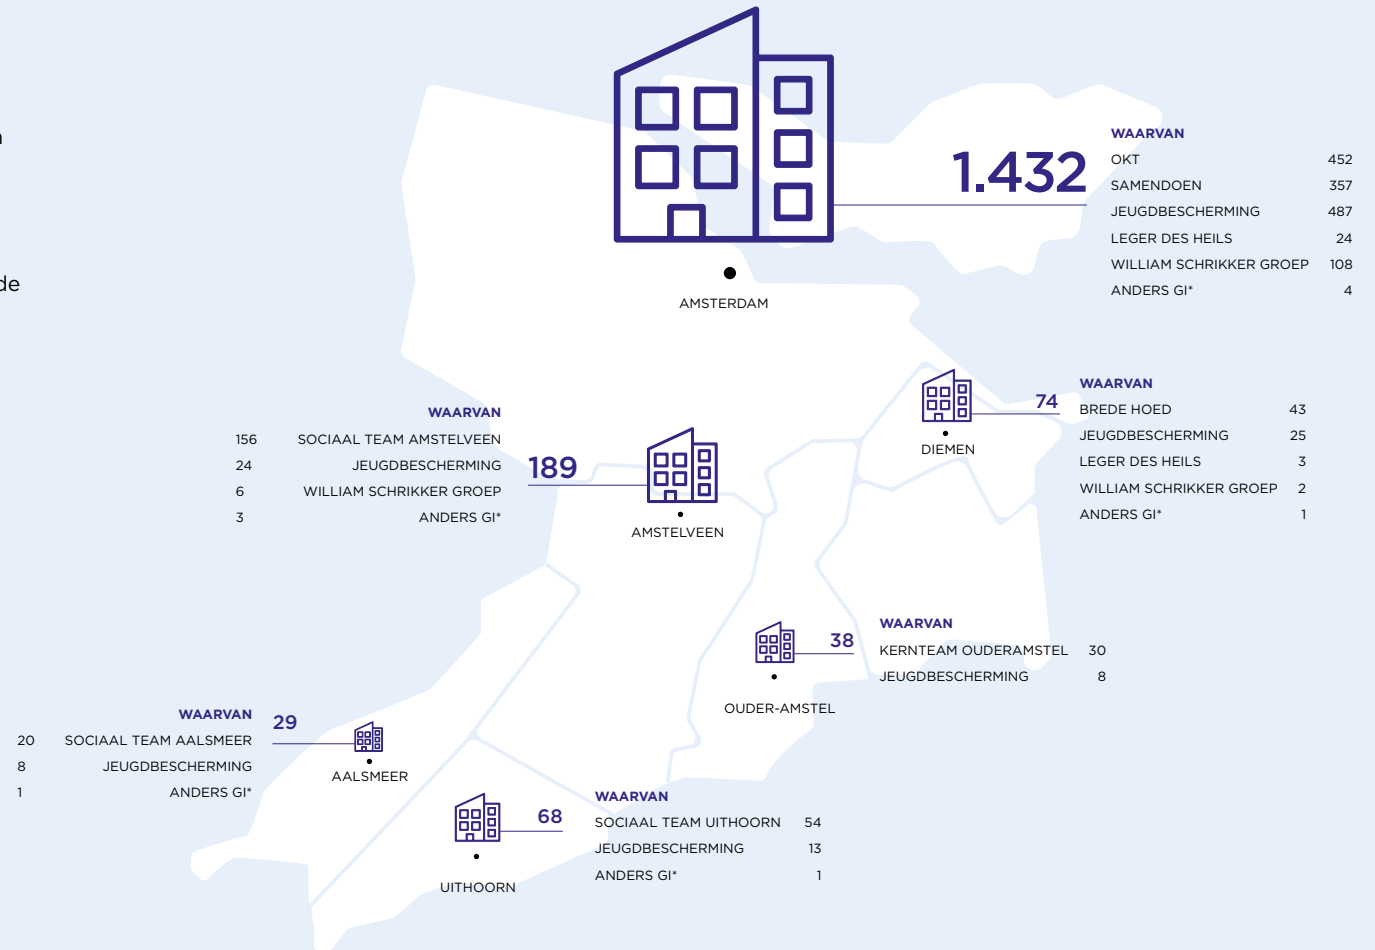 n
de
1.432
WAARVAN
OKT 452
SAMENDOEN 357
JEUGDBESCHERMING 487
LEGER DES HEILS 24
WILLIAM SCHRIKKER GROEP 108
ANDERS GI* 4
AMSTERDAM
74
WAARVAN
BREDE HOED 43
JEUGDBESCHERMING 25
LEGER DES HEILS 3
WILLIAM SCHRIKKER GROEP 2
ANDERS GI* 1
DIEMEN
WAARVAN
156 SOCIAAL TEAM AMSTELVEEN
24 JEUGDBESCHERMING
6 WILLIAM SCHRIKKER GROEP
3 ANDERS GI*
189
AMSTELVEEN
38
WAARVAN
KERNTEAM OUDERAMSTEL 30
JEUGDBESCHERMING 8
OUDER-AMSTEL
WAARVAN
20 SOCIAAL TEAM AALSMEER
8 JEUGDBESCHERMING
1 ANDERS GI*
29
AALSMEER
68
WAARVAN
SOCIAAL TEAM UITHOORN 54
JEUGDBESCHERMING 13
ANDERS GI* 1
UITHOORN